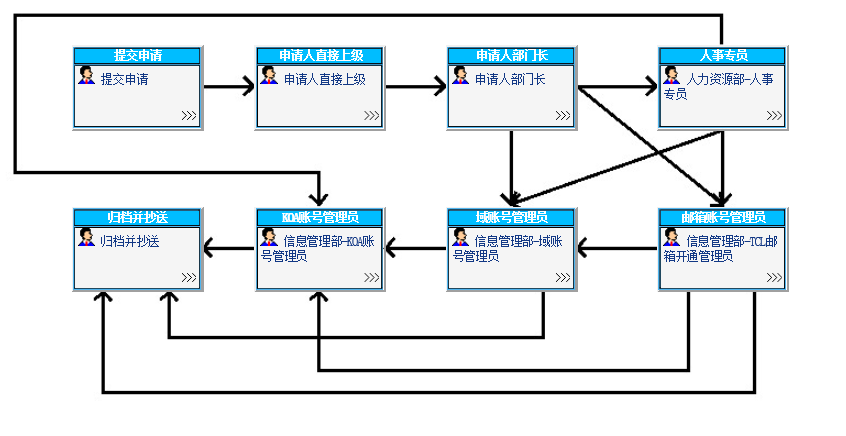 提交申请
提交申请
>>>
申请人直接上级
申请人直接上级
>>>
申请人部门长
申请人部门长
>>>
人事专员
人力资源部-人事
专员
>>>
归档并抄送
归档并抄送
>>>
KOA账号管理员
信息管理部-KOA账
号管理员
>>>
域账号管理员
信息管理部-域账
号管理员
>>>
邮箱账号管理员
信息管理部-TCL邮
箱开通管理员
>>>